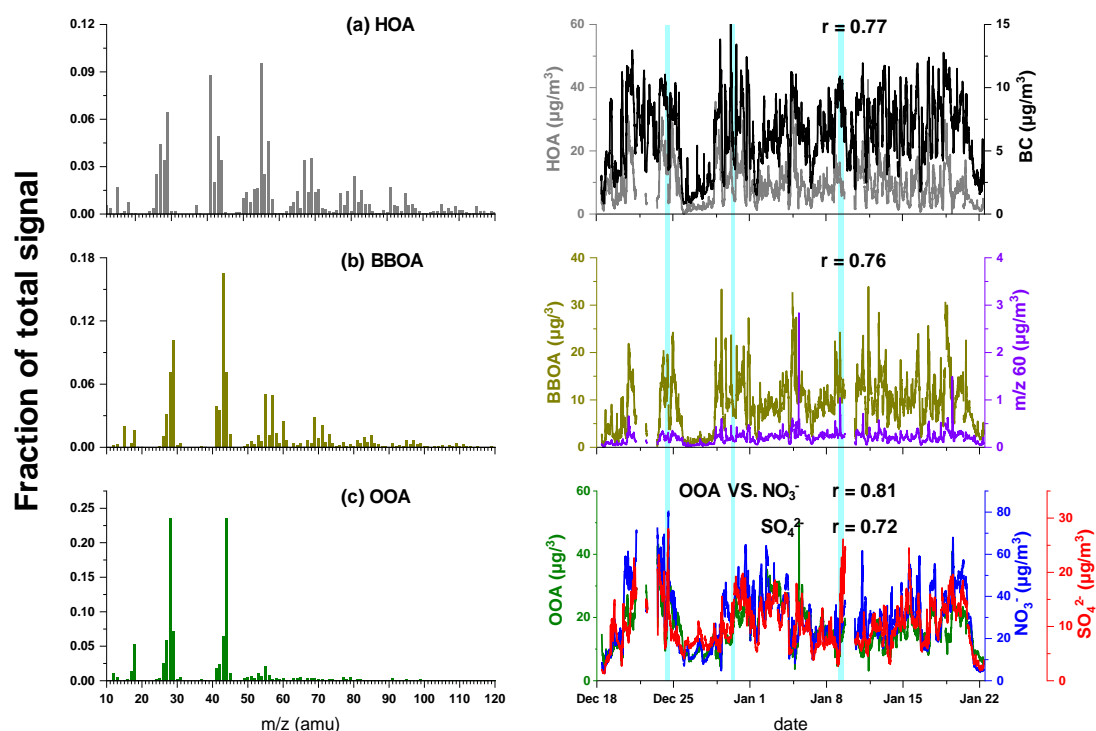 Fraction of total signal
(a) HOA
0.12
0.09
0.06
0.03
0.00
(b) BBOA
0.18
0.12
0.06
0.00
(c) OOA
0.25
0.20
0.15
0.10
0.05
0.00
10 20 30 40 50 60 70 80 90 100 110 120
m/z (amu)
r = 0.77
HOA (µg/m³)
60
40
20
0
BC (µg/m³)
15
10
5
0
r = 0.76
BBOA (µg/³)
40
30
20
10
0
m/z 60 (µg/m³)
4
3
2
1
0
OOA VS. NO₃⁻ r = 0.81
SO₄²⁻ r = 0.72
OOA (µg/³)
60
40
20
0
NO₃⁻ (µg/m³)
80
60
40
20
0
SO₄²⁻ (µg/m³)
30
20
10
0
Dec 18 Dec 25 Jan 1 Jan 8 Jan 15 Jan 22
date